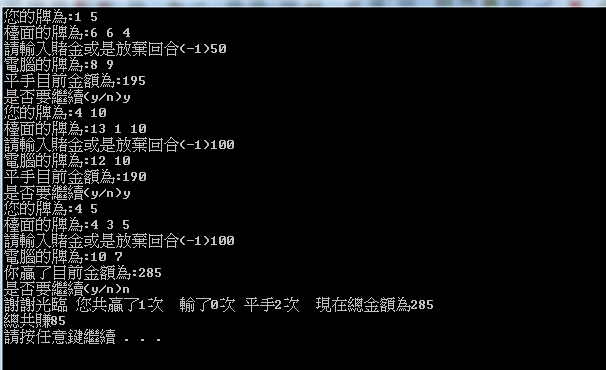 您的牌為:1 5
檯面的牌為:6 6 4
請輸入賭金或是放棄回合(-1)50
電腦的牌為:8 9
平手目前金額為:195
是否要繼續(y/n)y
您的牌為:4 10
檯面的牌為:13 1 10
請輸入賭金或是放棄回合(-1)100
電腦的牌為:12 10
平手目前金額為:190
是否要繼續(y/n)y
您的牌為:4 5
檯面的牌為:4 3 5
請輸入賭金或是放棄回合(-1)100
電腦的牌為:10 7
你贏了目前金額為:285
是否要繼續(y/n)n
謝謝光臨 您共贏了1次  輸了0次 平手2次  現在總金額為285
總共賺85
請按任意鍵繼續 . . .